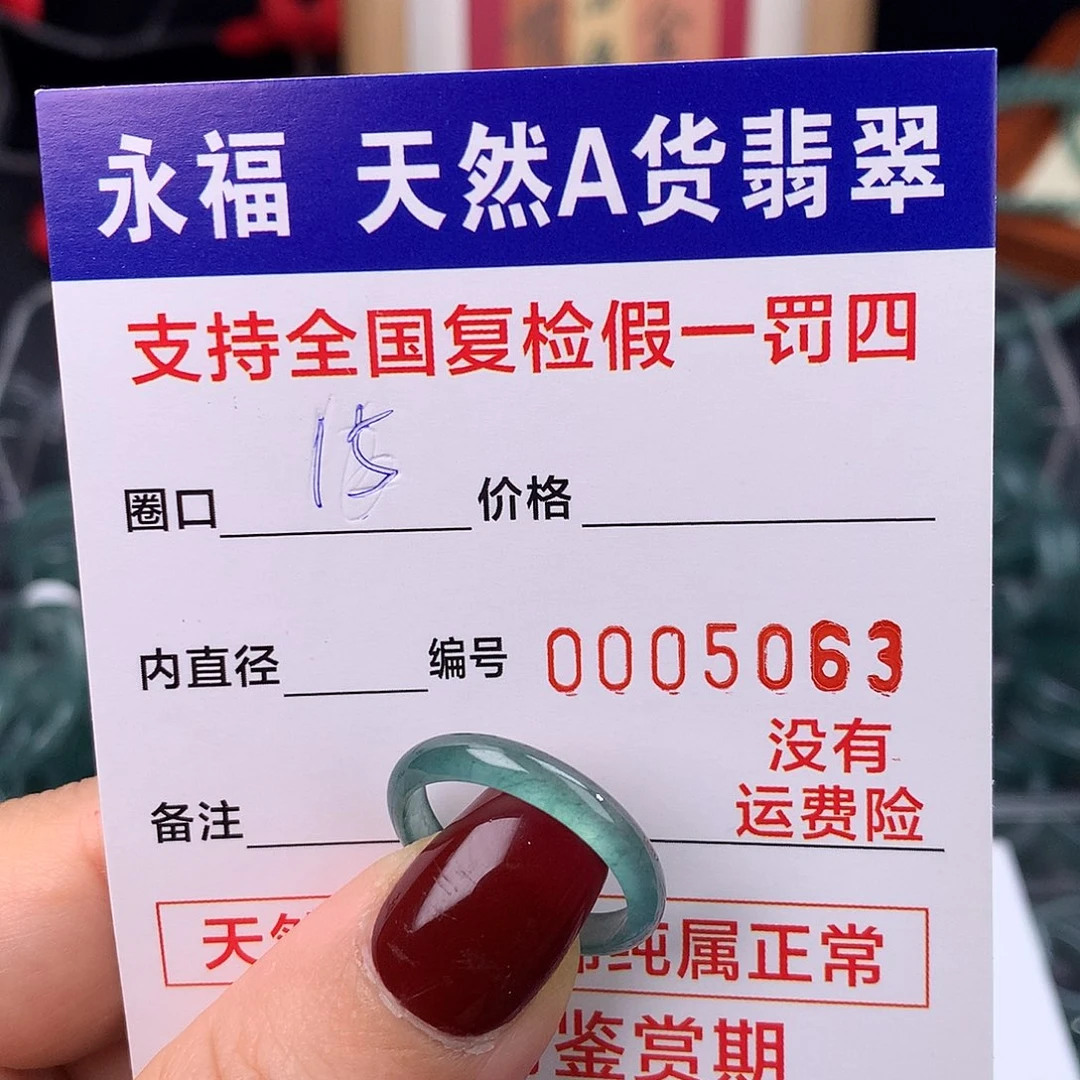 永福 天然A货翡翠
支持全国复检假一罚四
圈口 15 价格
内直径 编号 0005063
没有
备注 运费险
天 纯属正常
鉴赏期